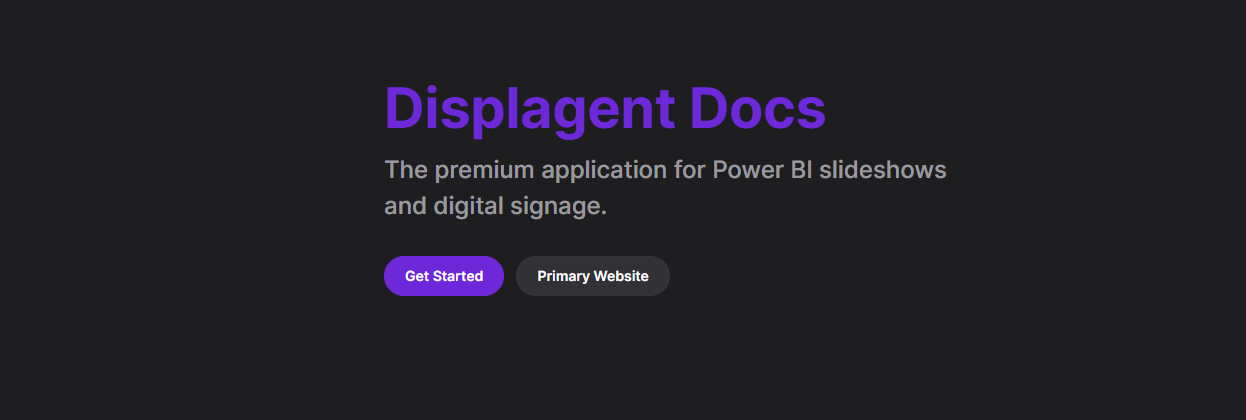 Displagent Docs
The premium application for Power BI slideshows
and digital signage.
Get Started
Primary Website